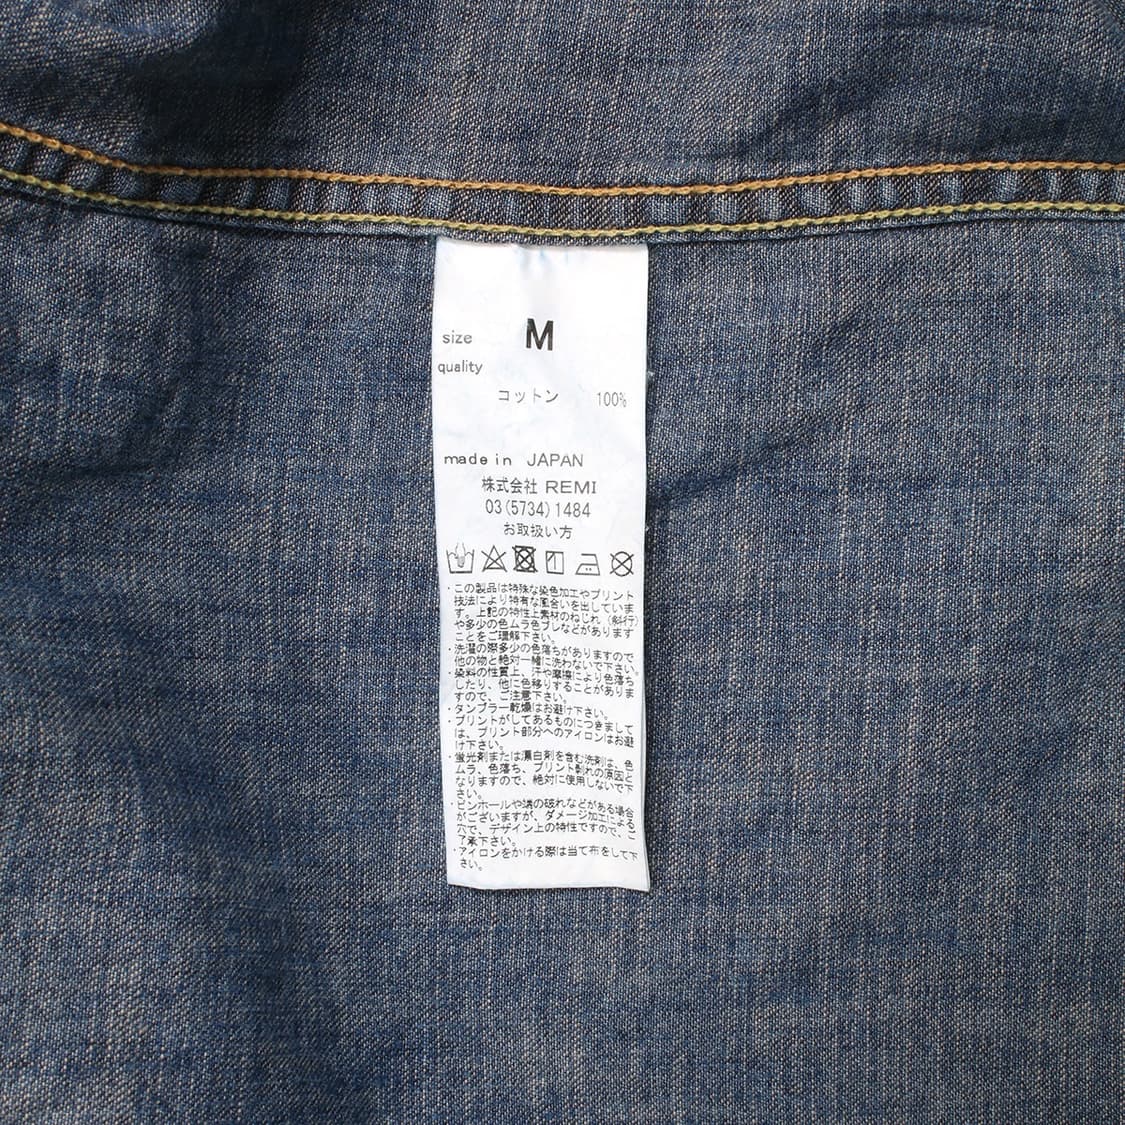 size M
quality
コットン 100%
made in JAPAN
株式会社 REMI
03(5734)1484
お取扱い方
・この製品は特殊な染色加工やプリント
技法により特有な風合いを出していま
す。上記の特性上素材のねじれ（斜行）
や多少の色ムラ色ブレなどがあります
ことをご理解下さい。
・洗濯の際多少の色落ちがありますので
他の物と絶対一緒に洗わないで下さい。
・染料の性質上、汗や摩擦により色落ち
したり、他に色移りすることがありま
すので、ご注意下さい。
・タンブラー乾燥はお避け下さい。
・プリントがしてあるものにつきまして
は、プリント部分へのアイロンはお避
け下さい。
・蛍光剤または漂白剤を含む洗剤は、色
ムラ、色落ち、プリント剥れの原因と
なりますので、絶対に使用しないで下
さい。
・ピンホールや端の破れなどがある場合
がございますが、ダメージ加工による
穴で、デザイン上の特性ですので、ご
了承下さい。
・アイロンをかける際は当て布をして下
さい。